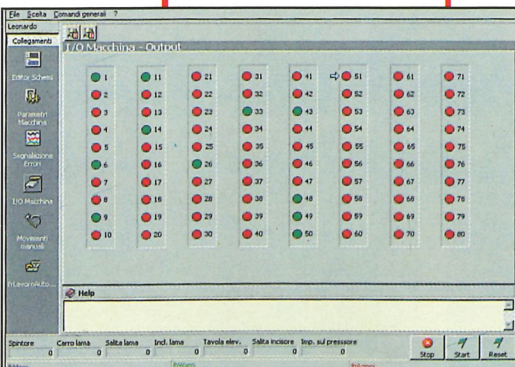 File Scelta Comandi generali ?
Leonardo
Collegamenti
I/O Macchina - Output
Editor Schemi
Parametri Macchina
Segnalazione Errori
I/O Macchina
Movimenti manuali
1 11 21 31 41 51 61 71
2 12 22 32 42 52 62 72
3 13 23 33 43 53 63 73
4 14 24 34 44 54 64 74
5 15 25 35 45 55 65 75
6 16 26 36 46 56 66 76
7 17 27 37 47 57 67 77
8 18 28 38 48 58 68 78
9 19 29 39 49 59 69 79
10 20 30 40 50 60 70 80
Help
Spintore Carro lama Salita lama Incl. lama Tavola elev. Salita incisore Imp. sul pressore
0 0 0 0 0 0 0
Stop Start Reset